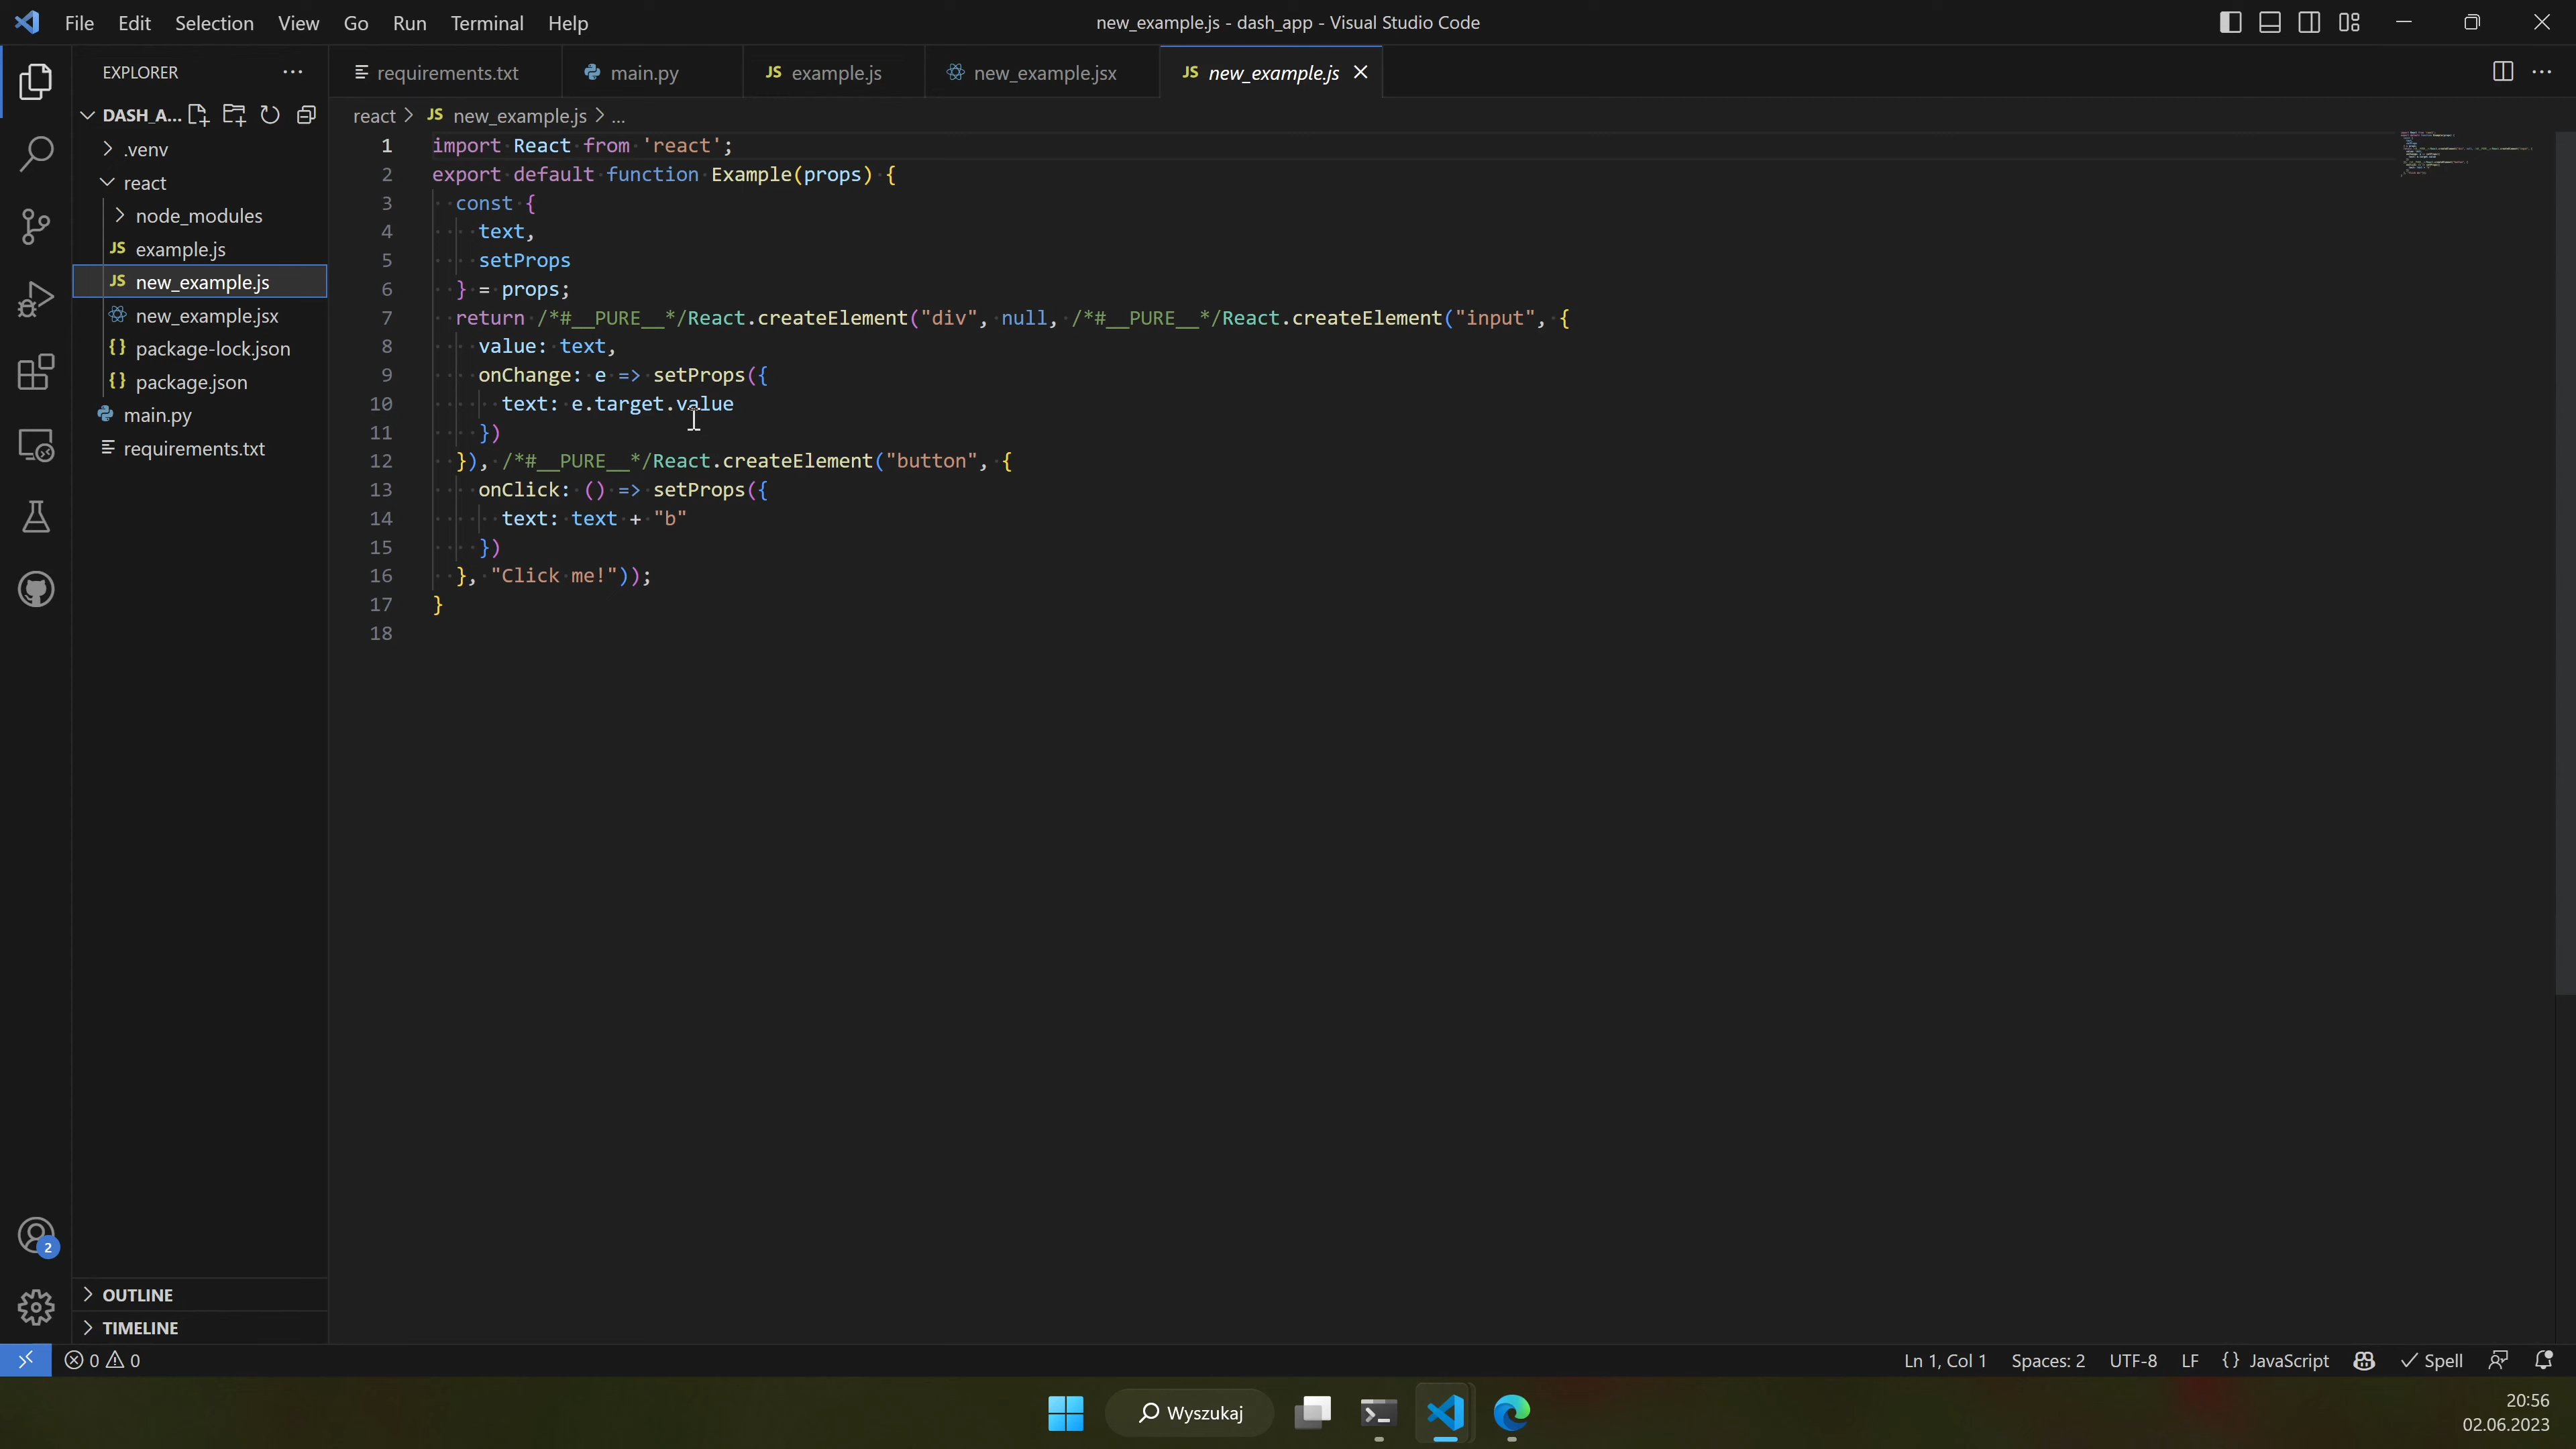 File Edit Selection View Go Run Terminal Help
new_example.js - dash_app - Visual Studio Code
EXPLORER
requirements.txt
main.py
JS example.js
new_example.jsx
JS new_example.js
DASH_A...
react > JS new_example.js > ...
.venv
react
node_modules
JS example.js
JS new_example.js
new_example.jsx
{} package-lock.json
{} package.json
main.py
requirements.txt
1 import React from 'react';
2 export default function Example(props) {
3 const {
4 text,
5 setProps
6 } = props;
7 return /*#__PURE__*/React.createElement("div", null, /*#__PURE__*/React.createElement("input", {
8 value: text,
9 onChange: e => setProps({
10 text: e.target.value
11 })
12 }), /*#__PURE__*/React.createElement("button", {
13 onClick: () => setProps({
14 text: text + "b"
15 })
16 }, "Click me!"));
17 }
18
2
OUTLINE
TIMELINE
0 0
Ln 1, Col 1 Spaces: 2 UTF-8 LF {} JavaScript Spell
Wyszukaj
20:56
02.06.2023